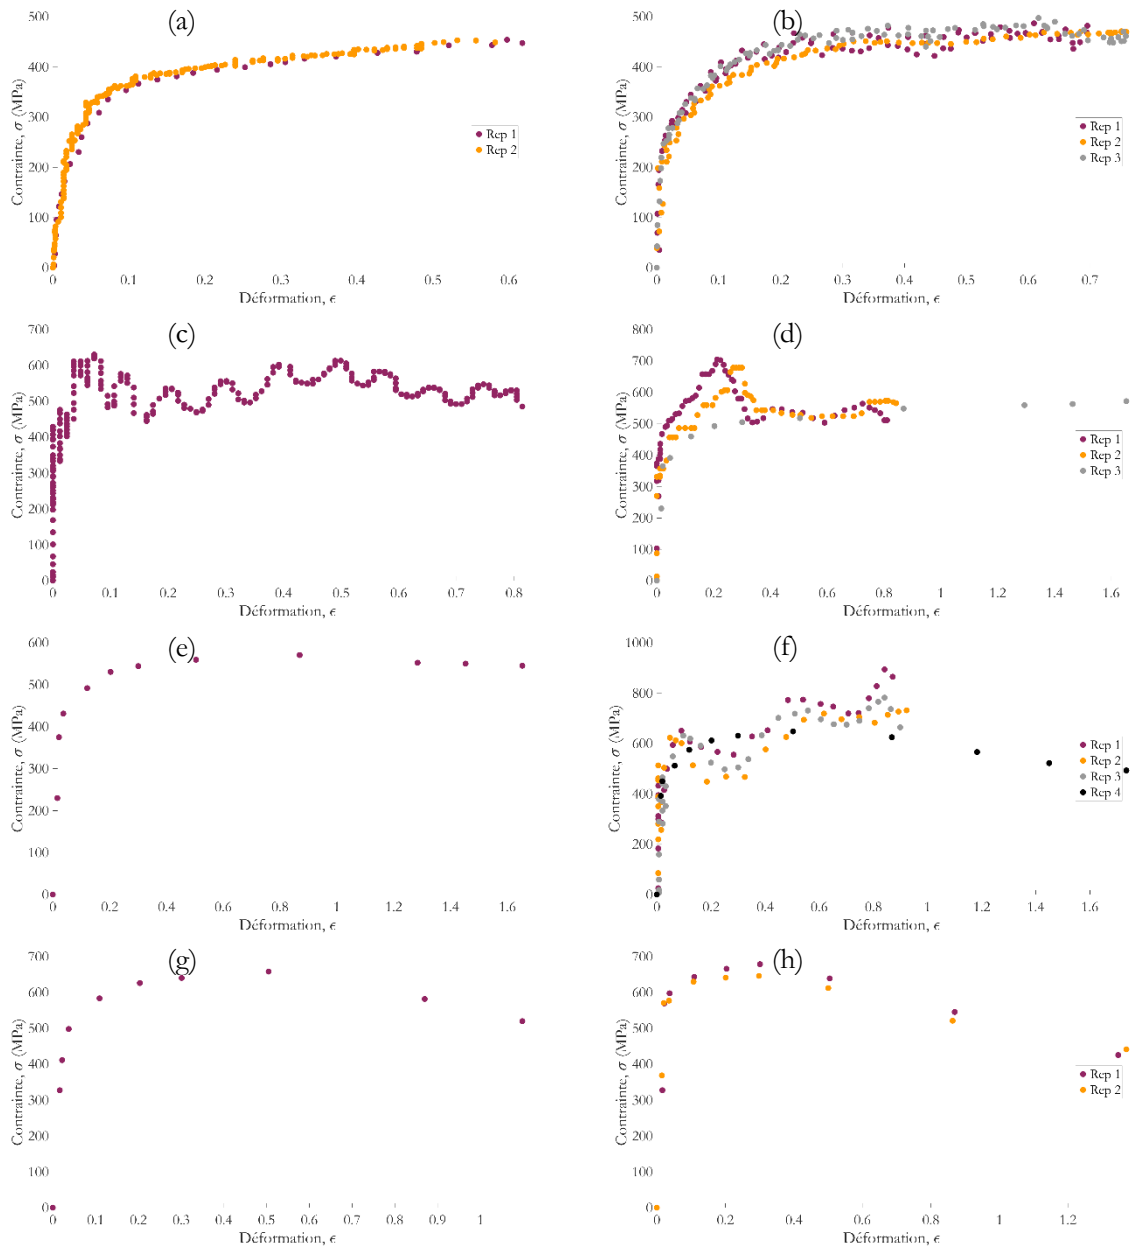 (a)
500
400
300
200
100
0
Contrainte, σ (MPa)
Rep 1
Rep 2
0 0.1 0.2 0.3 0.4 0.5 0.6
Déformation, ϵ
(b)
500
400
300
200
100
0
Contrainte, σ (MPa)
Rep 1
Rep 2
Rep 3
0 0.1 0.2 0.3 0.4 0.5 0.6 0.7
Déformation, ϵ
(c)
700
600
500
400
300
200
100
0
Contrainte, σ (MPa)
0 0.1 0.2 0.3 0.4 0.5 0.6 0.7 0.8
Déformation, ϵ
(d)
800
700
600
500
400
300
200
100
0
Contrainte, σ (MPa)
Rep 1
Rep 2
Rep 3
0 0.2 0.4 0.6 0.8 1 1.2 1.4 1.6
Déformation, ϵ
(e)
600
500
400
300
200
100
0
Contrainte, σ (MPa)
0 0.2 0.4 0.6 0.8 1 1.2 1.4 1.6
Déformation, ϵ
(f)
1000
800
600
400
200
0
Contrainte, σ (MPa)
Rep 1
Rep 2
Rep 3
Rep 4
0 0.2 0.4 0.6 0.8 1 1.2 1.4 1.6
Déformation, ϵ
(g)
700
600
500
400
300
200
100
0
Contrainte, σ (MPa)
0 0.1 0.2 0.3 0.4 0.5 0.6 0.7 0.8 0.9 1
Déformation, ϵ
(h)
700
600
500
400
300
200
100
0
Contrainte, σ (MPa)
Rep 1
Rep 2
0 0.2 0.4 0.6 0.8 1 1.2
Déformation, ϵ